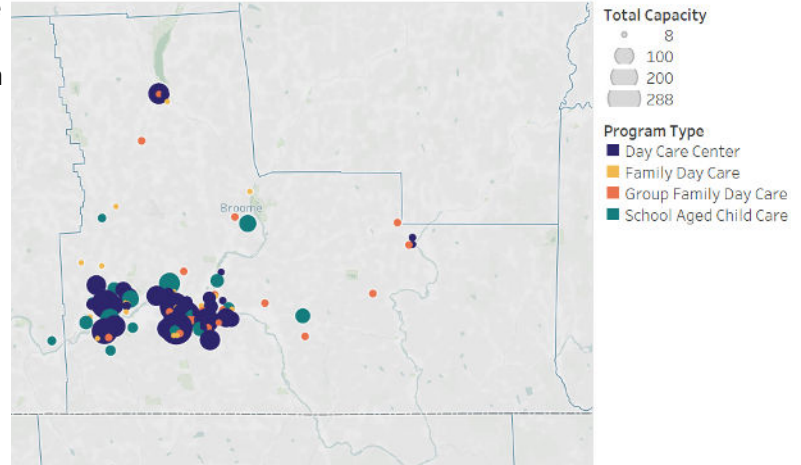 Broome
Total Capacity
8
100
200
288
Program Type
Day Care Center
Family Day Care
Group Family Day Care
School Aged Child Care